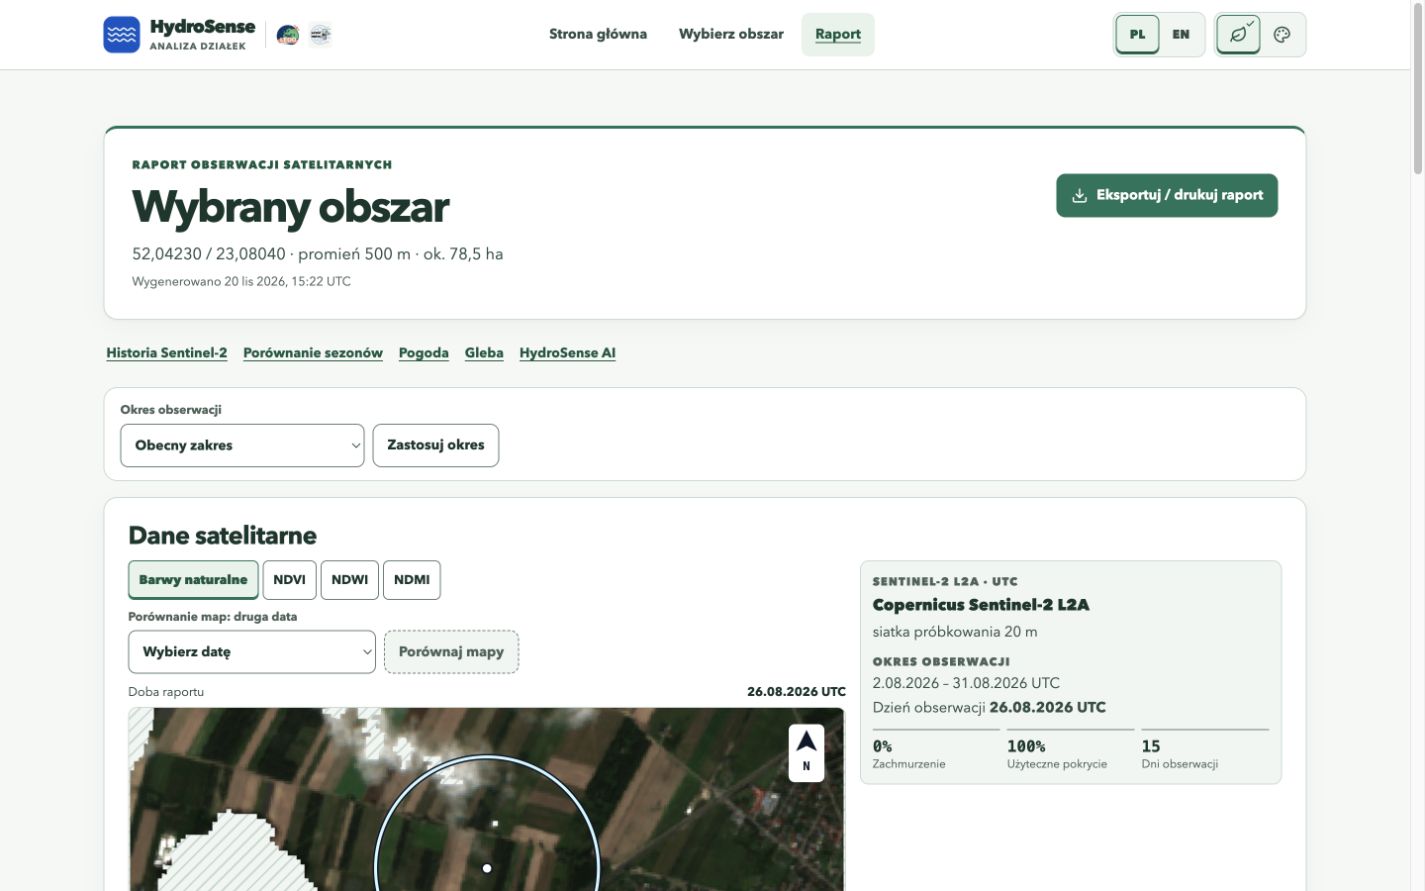 HydroSense
ANALIZA DZIAŁEK
Strona główna
Wybierz obszar
Raport
PL
EN
RAPORT OBSERWACJI SATELITARNYCH
Wybrany obszar
52,04230 / 23,08040 · promień 500 m · ok. 78,5 ha
Wygenerowano 20 lis 2026, 15:22 UTC
Eksportuj / drukuj raport
Historia Sentinel-2
Porównanie sezonów
Pogoda
Gleba
HydroSense AI
Okres obserwacji
Obecny zakres
Zastosuj okres
Dane satelitarne
Barwy naturalne
NDVI
NDWI
NDMI
Porównanie map: druga data
Wybierz datę
Porównaj mapy
Doba raportu
26.08.2026 UTC
N
SENTINEL-2 L2A · UTC
Copernicus Sentinel-2 L2A
siatka próbkowania 20 m
OKRES OBSERWACJI
2.08.2026 – 31.08.2026 UTC
Dzień obserwacji 26.08.2026 UTC
0%
Zachmurzenie
100%
Użyteczne pokrycie
15
Dni obserwacji